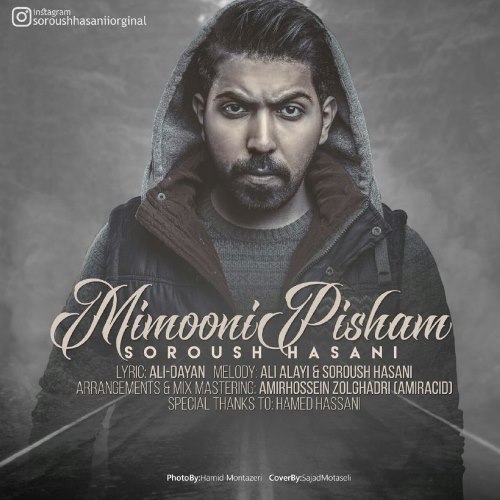 instagram
soroushhasaniiorginal
Mimooni Pisham
SOROUSH HASANI
LYRIC: ALI-DAYAN MELODY: ALI ALAYI & SOROUSH HASANI
ARRANGEMENTS & MIX MASTERING: AMIRHOSSEIN ZOLGHADRI (AMIRACID)
SPECIAL THANKS TO: HAMED HASSANI
PhotoBy:Hamid Montazeri CoverBy:SajadMotaseli